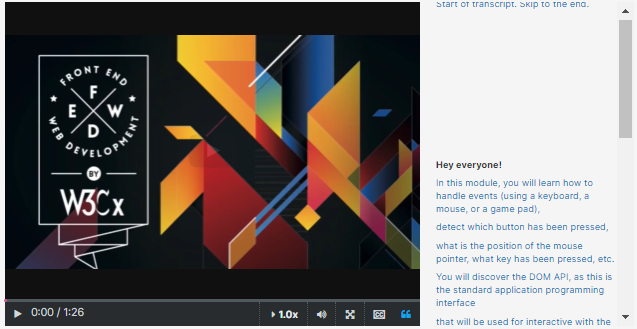 Start of transcript. Skip to the end.
FRONT END
F
E W
D
WEB DEVELOPMENT
BY
W3Cx
0:00 / 1:26
1.0x
Hey everyone!
In this module, you will learn how to
handle events (using a keyboard, a
mouse, or a game pad),
detect which button has been pressed,
what is the position of the mouse
pointer, what key has been pressed, etc.
You will discover the DOM API, as this is
the standard application programming
interface
that will be used for interactive with the